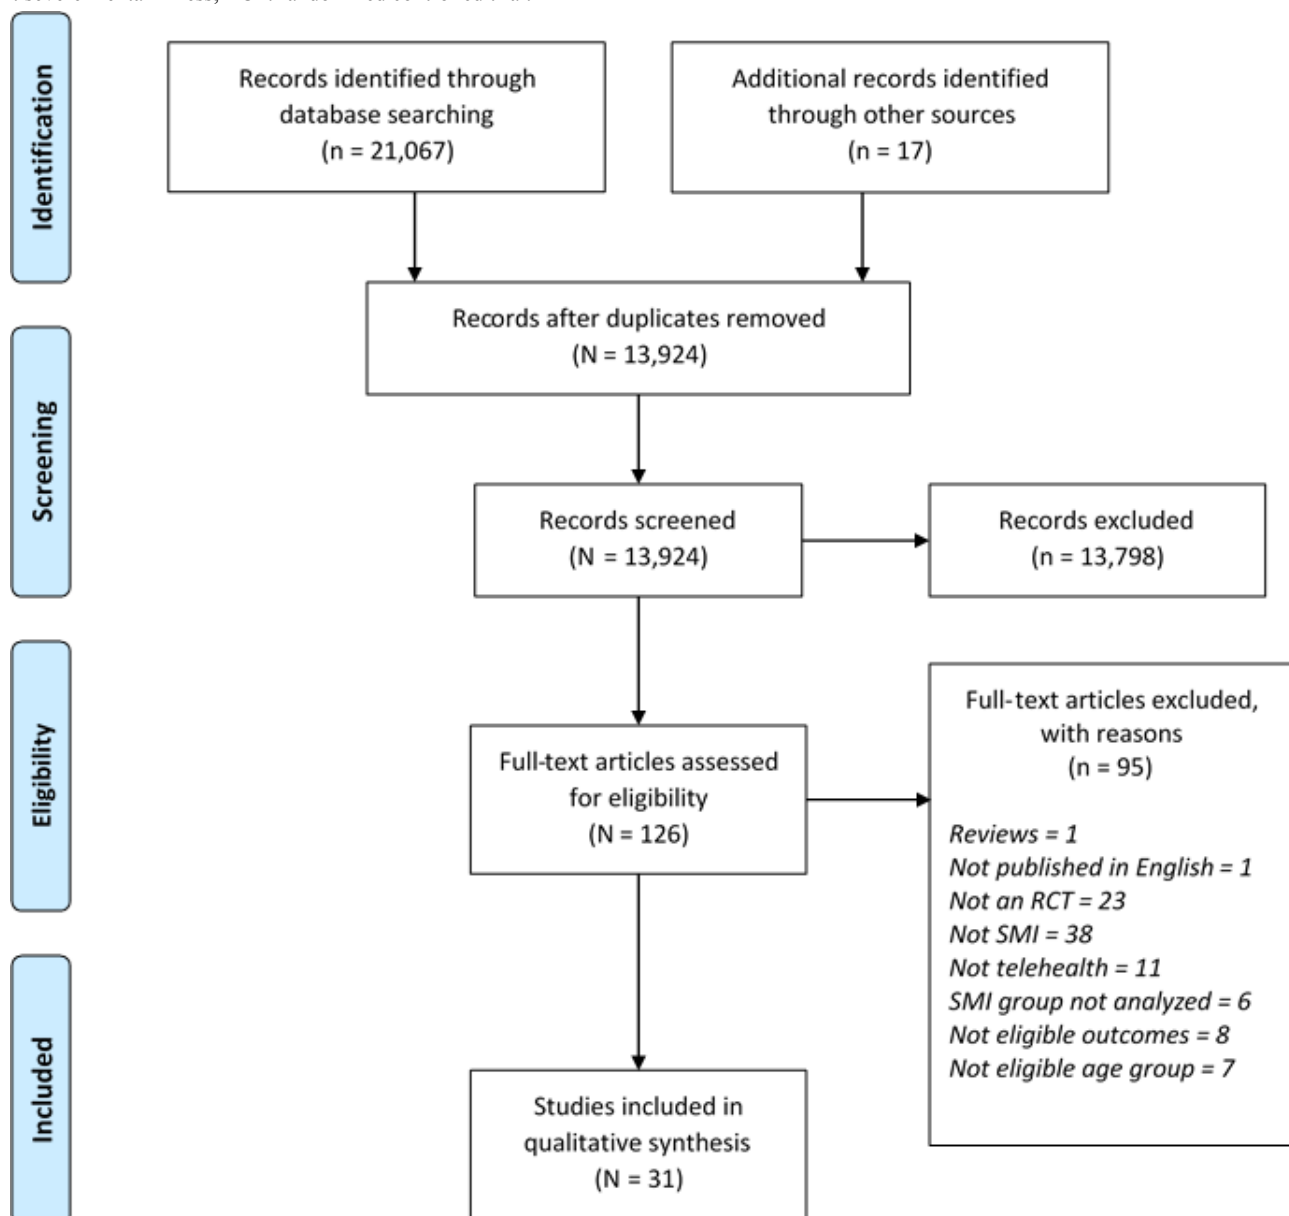 Identification
Records identified through
database searching
(n = 21,067)
Additional records identified
through other sources
(n = 17)
Records after duplicates removed
(N = 13,924)
Screening
Records screened
(N = 13,924)
Records excluded
(n = 13,798)
Eligibility
Full-text articles assessed
for eligibility
(N = 126)
Full-text articles excluded,
with reasons
(n = 95)
Reviews = 1
Not published in English = 1
Not an RCT = 23
Not SMI = 38
Not telehealth = 11
SMI group not analyzed = 6
Not eligible outcomes = 8
Not eligible age group = 7
Included
Studies included in
qualitative synthesis
(N = 31)